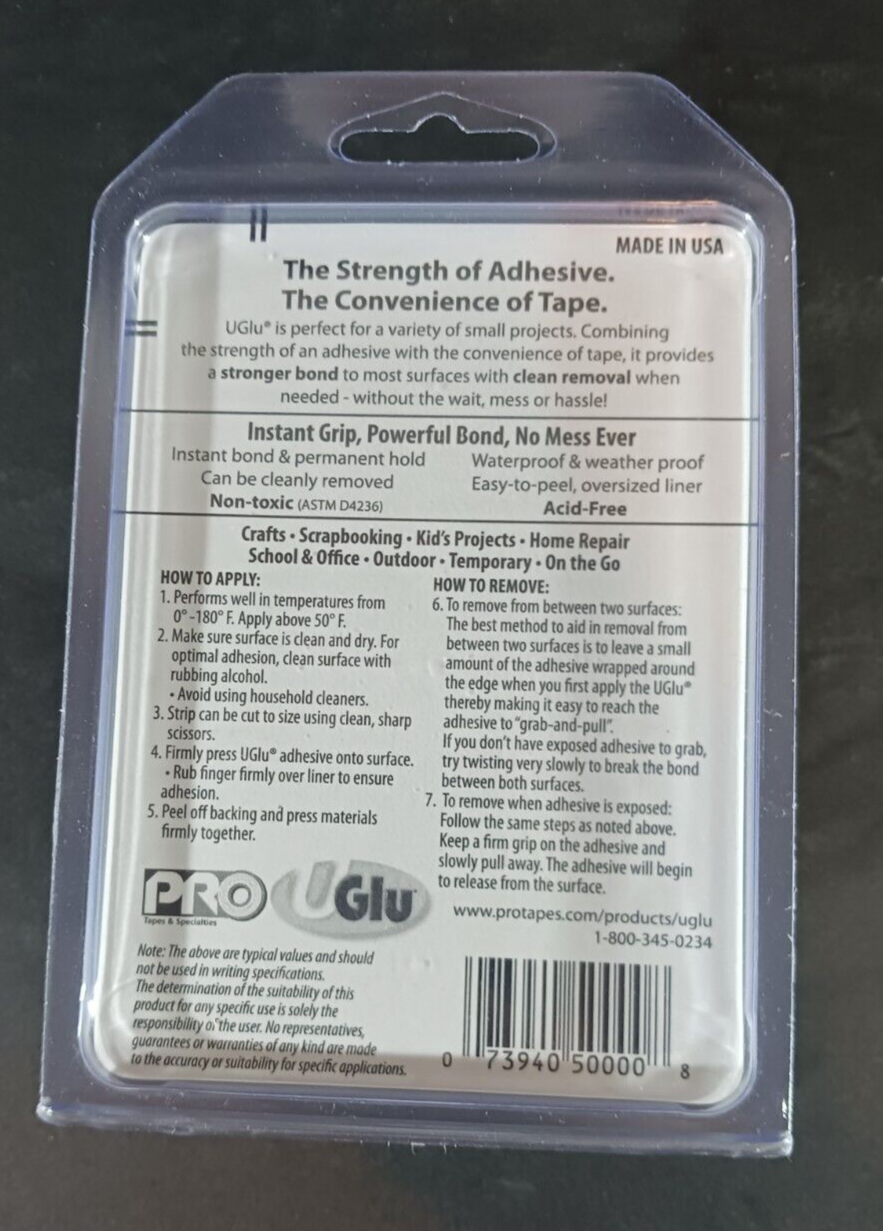 MADE IN USA
The Strength of Adhesive.
The Convenience of Tape.
UGlu® is perfect for a variety of small projects. Combining
the strength of an adhesive with the convenience of tape, it provides
a stronger bond to most surfaces with clean removal when
needed - without the wait, mess or hassle!
Instant Grip, Powerful Bond, No Mess Ever
Instant bond & permanent hold
Can be cleanly removed
Non-toxic (ASTM D4236)
Waterproof & weather proof
Easy-to-peel, oversized liner
Acid-Free
Crafts • Scrapbooking • Kid's Projects • Home Repair
School & Office • Outdoor • Temporary • On the Go
HOW TO APPLY:
1. Performs well in temperatures from
0° -180° F. Apply above 50° F.
2. Make sure surface is clean and dry. For
optimal adhesion, clean surface with
rubbing alcohol.
• Avoid using household cleaners.
3. Strip can be cut to size using clean, sharp
scissors.
4. Firmly press UGlu® adhesive onto surface.
• Rub finger firmly over liner to ensure
adhesion.
5. Peel off backing and press materials
firmly together.
HOW TO REMOVE:
6. To remove from between two surfaces:
The best method to aid in removal from
between two surfaces is to leave a small
amount of the adhesive wrapped around
the edge when you first apply the UGlu®
thereby making it easy to reach the
adhesive to "grab-and-pull".
If you don't have exposed adhesive to grab,
try twisting very slowly to break the bond
between both surfaces.
7. To remove when adhesive is exposed:
Follow the same steps as noted above.
Keep a firm grip on the adhesive and
slowly pull away. The adhesive will begin
to release from the surface.
PRO
Tapes & Specialties
UGlu™
www.protapes.com/products/uglu
1-800-345-0234
Note: The above are typical values and should
not be used in writing specifications.
The determination of the suitability of this
product for any specific use is solely the
responsibility of the user. No representatives,
guarantees or warranties of any kind are made
to the accuracy or suitability for specific applications.
0 73940 50000 8